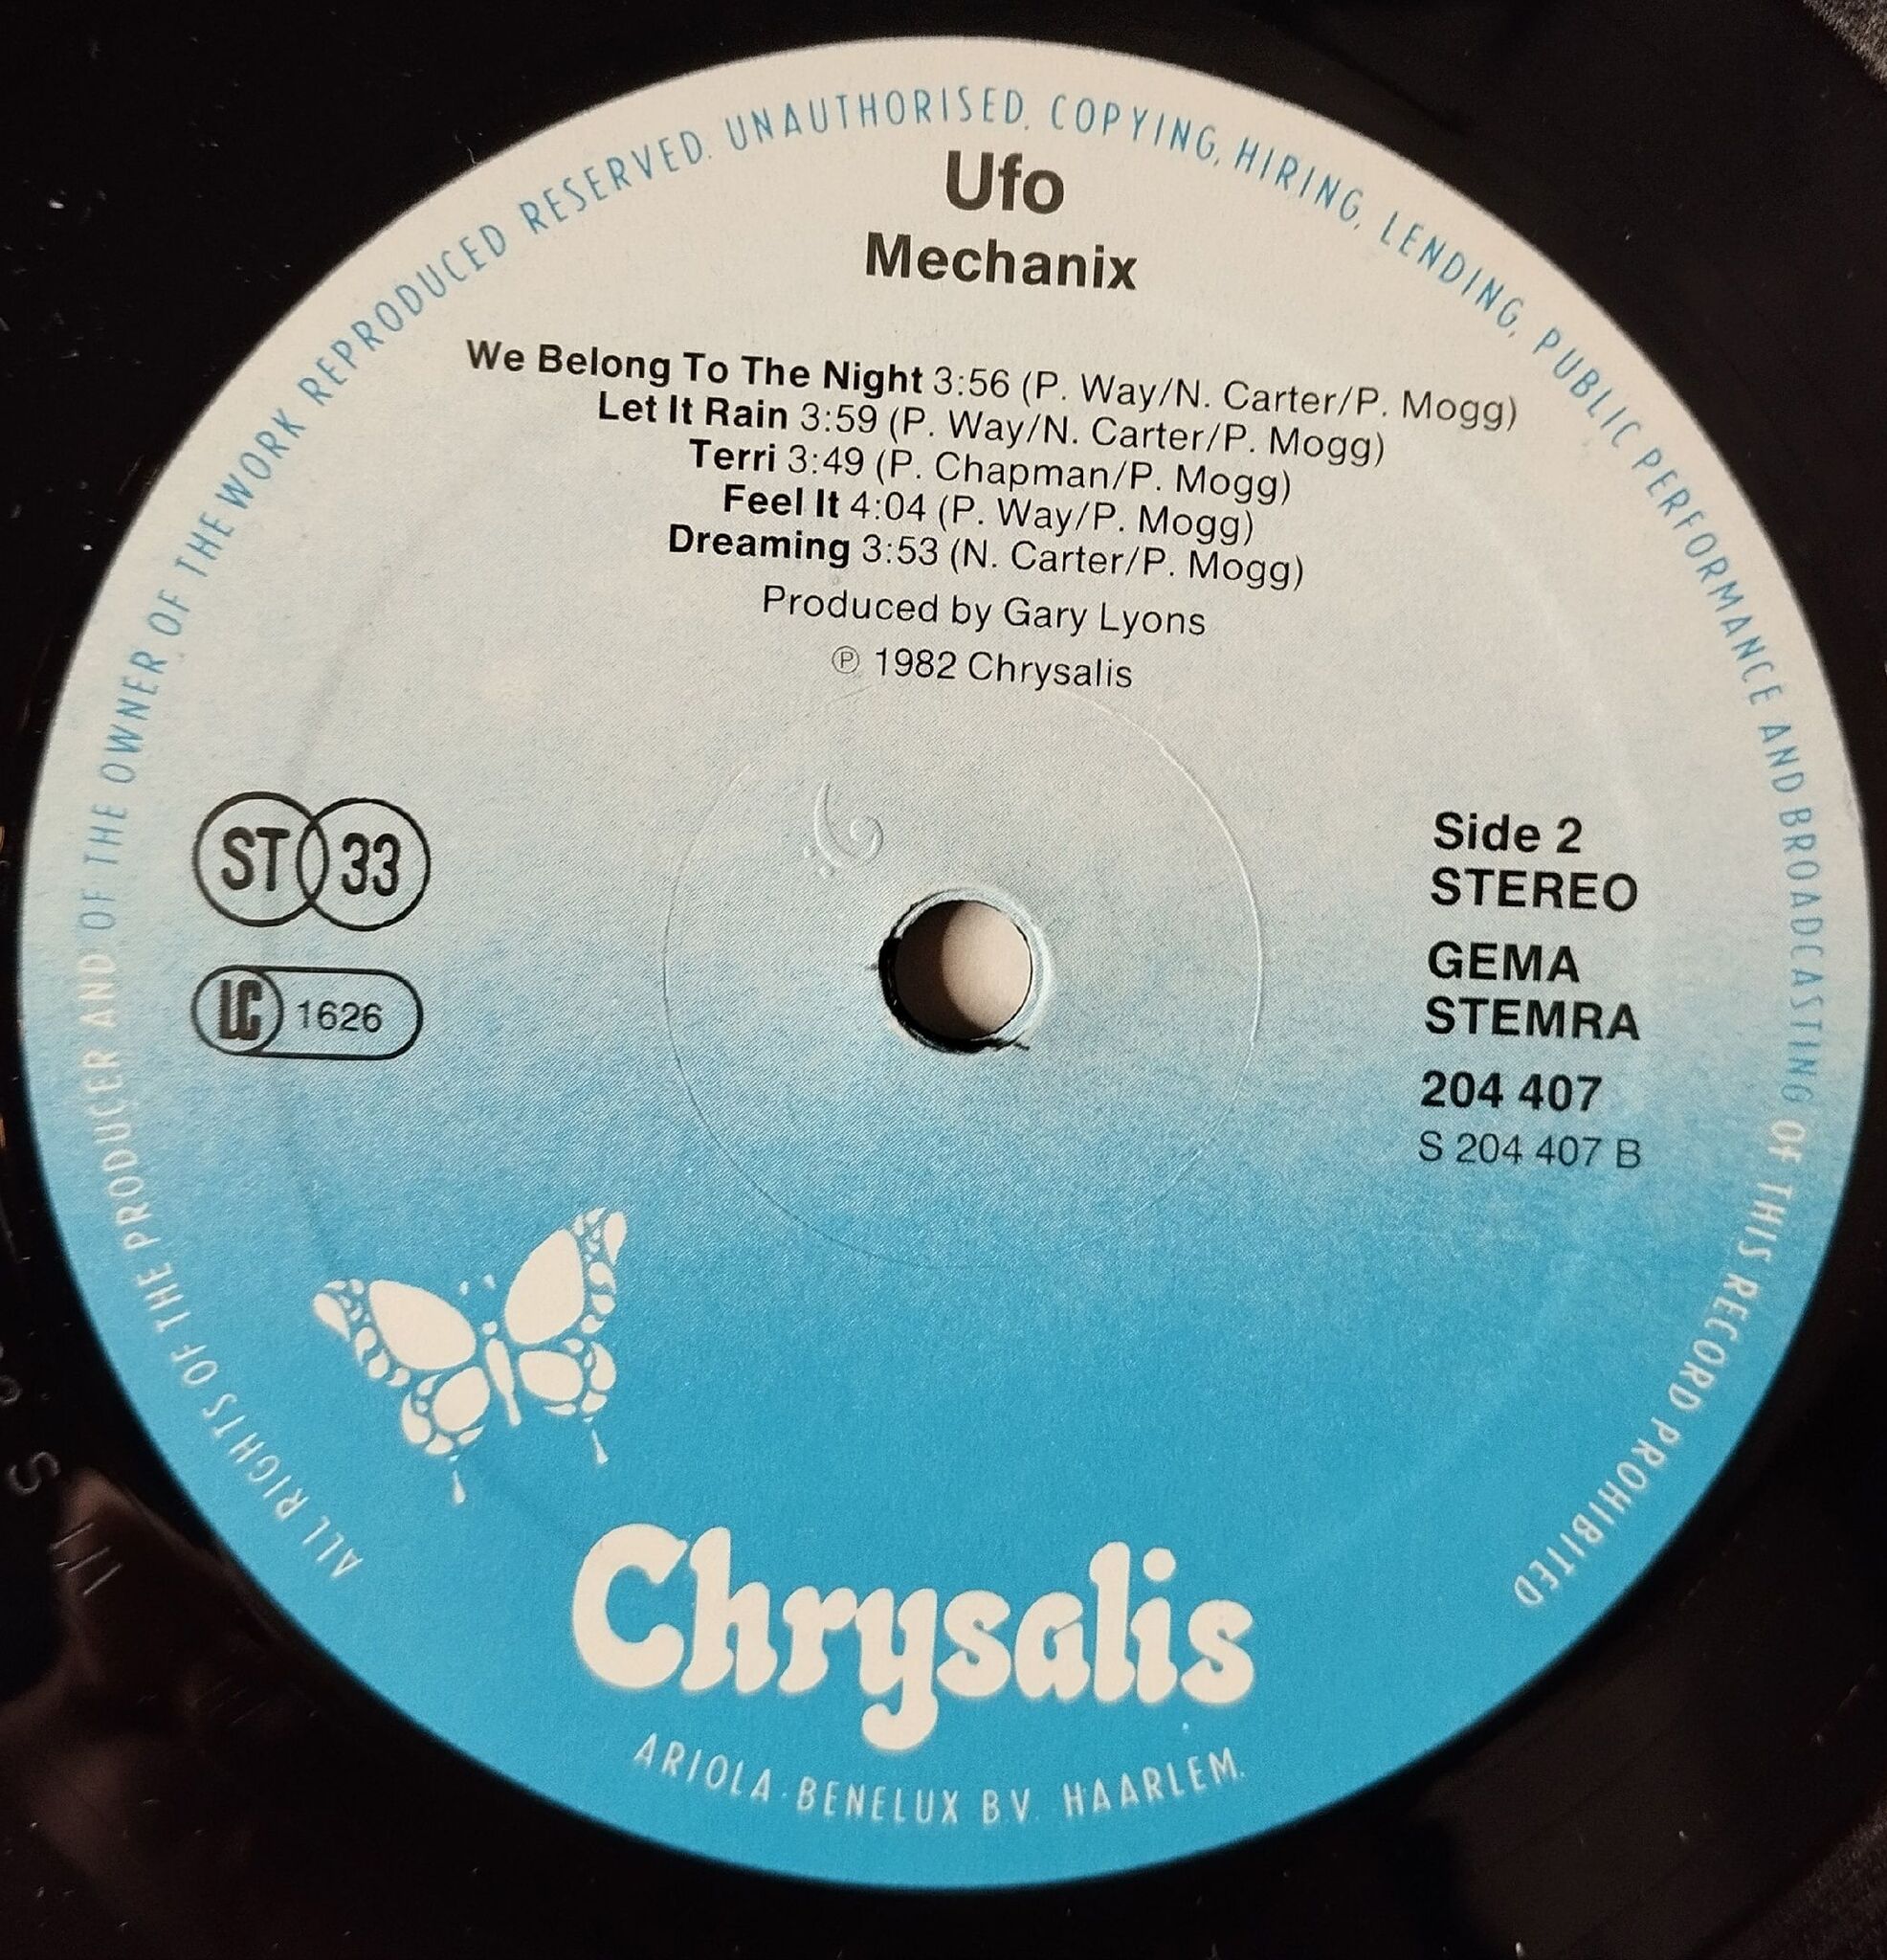 ALL RIGHTS OF THE PRODUCER AND OF THE OWNER OF THE WORK REPRODUCED RESERVED. UNAUTHORISED, COPYING, HIRING, LENDING, PUBLIC PERFORMANCE AND BROADCASTING OF THIS RECORD PROHIBITED
Ufo
Mechanix
We Belong To The Night 3:56 (P. Way/N. Carter/P. Mogg)
Let It Rain 3:59 (P. Way/N. Carter/P. Mogg)
Terri 3:49 (P. Chapman/P. Mogg)
Feel It 4:04 (P. Way/P. Mogg)
Dreaming 3:53 (N. Carter/P. Mogg)
Produced by Gary Lyons
℗ 1982 Chrysalis
ST 33
LC 1626
Side 2
STEREO
GEMA
STEMRA
204 407
S 204 407 B
Chrysalis
ARIOLA-BENELUX B.V. HAARLEM.